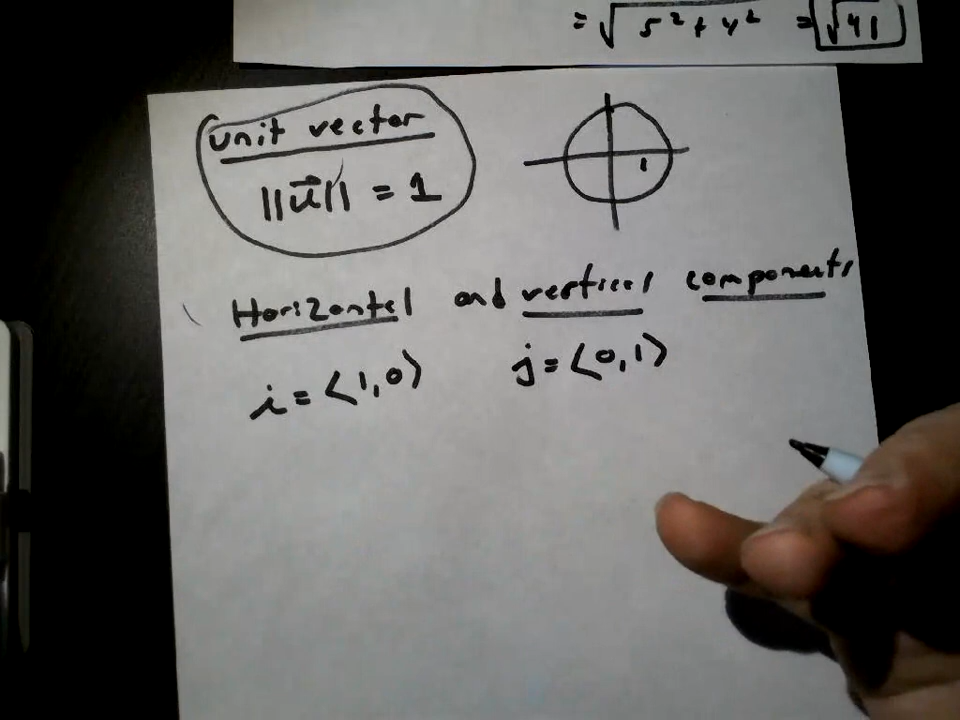 = √5² + 4² = √41
unit vector
||u⃗|| = 1
1
Horizontal and vertical components
i = ⟨1,0⟩ j = ⟨0,1⟩